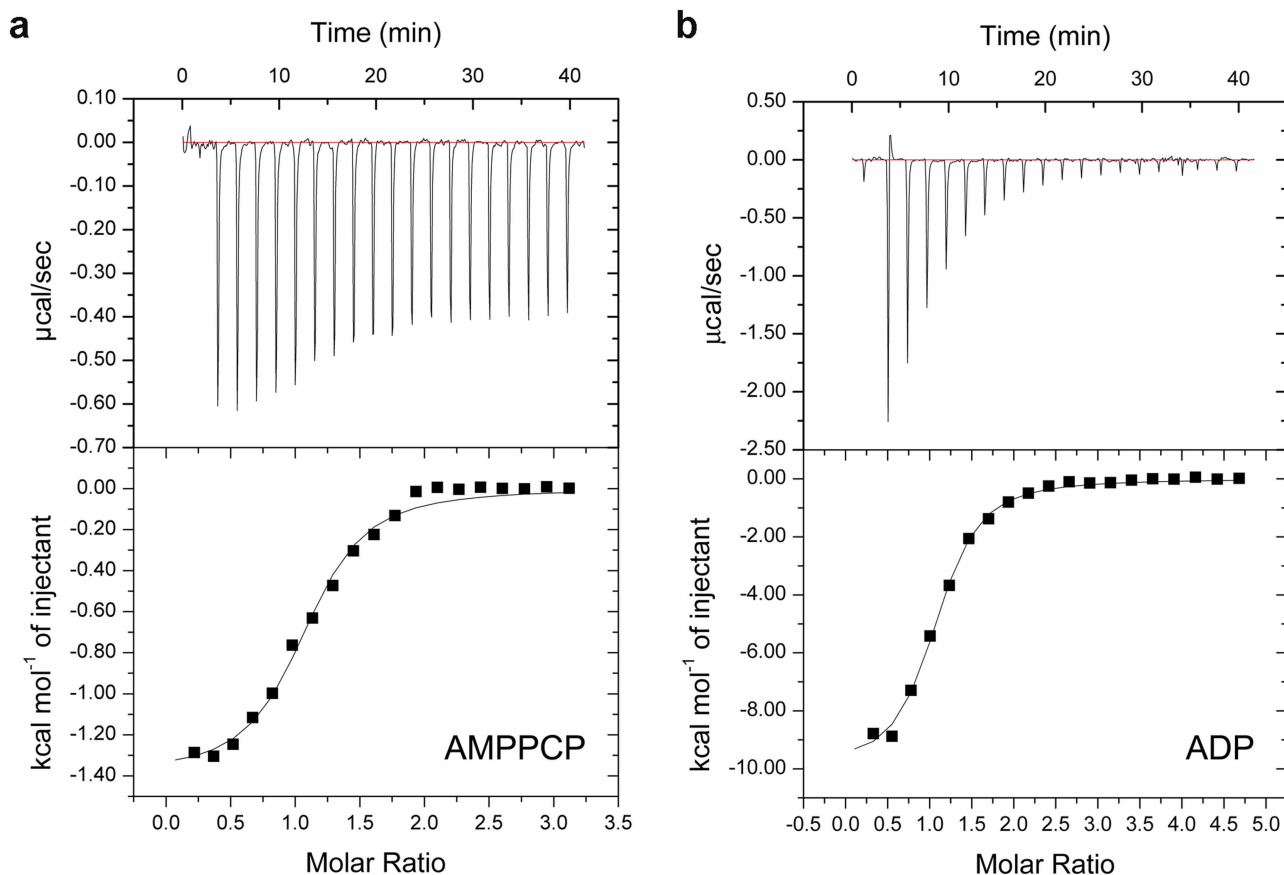 a
Time (min)
0 10 20 30 40
0.10
0.00
-0.10
-0.20
-0.30
-0.40
-0.50
-0.60
-0.70
µcal/sec
0.00
-0.20
-0.40
-0.60
-0.80
-1.00
-1.20
-1.40
kcal mol-1 of injectant
AMPPCP
0.0 0.5 1.0 1.5 2.0 2.5 3.0 3.5
Molar Ratio
b
Time (min)
0 10 20 30 40
0.50
0.00
-0.50
-1.00
-1.50
-2.00
-2.50
µcal/sec
0.00
-2.00
-4.00
-6.00
-8.00
-10.00
kcal mol-1 of injectant
ADP
-0.5 0.0 0.5 1.0 1.5 2.0 2.5 3.0 3.5 4.0 4.5 5.0
Molar Ratio